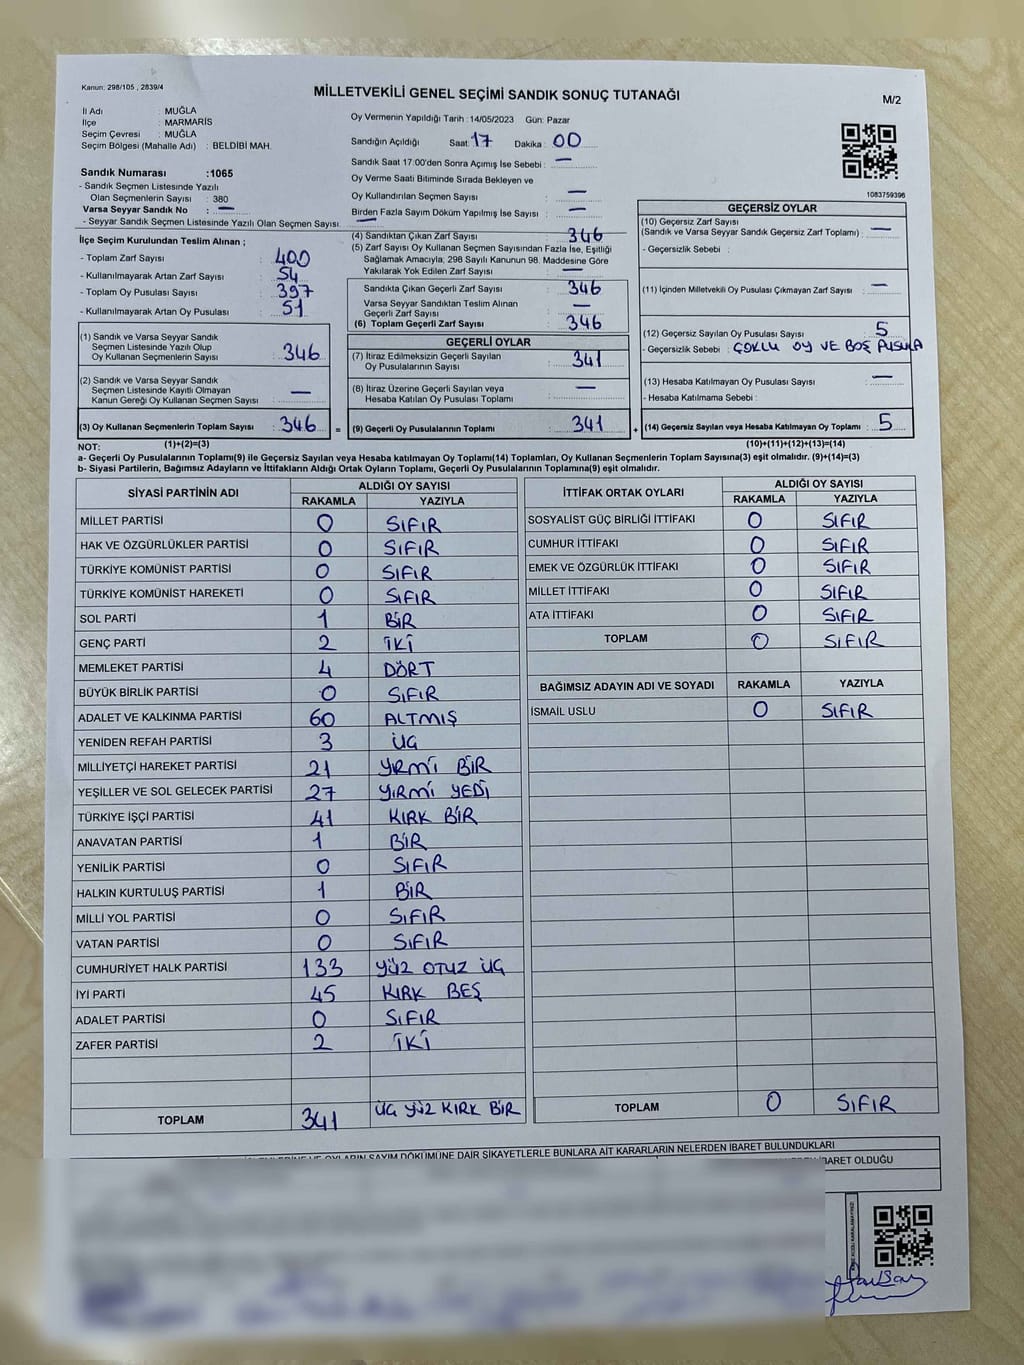 Kanun: 298/105 , 2839/4
MİLLETVEKİLİ GENEL SEÇİMİ SANDIK SONUÇ TUTANAĞI
M/2
İl Adı : MUĞLA
İlçe : MARMARİS
Seçim Çevresi : MUĞLA
Seçim Bölgesi (Mahalle Adı) : BELDİBİ MAH.
Sandık Numarası :1065
- Sandık Seçmen Listesinde Yazılı
Olan Seçmenlerin Sayısı : 380
Varsa Seyyar Sandık No : —
- Seyyar Sandık Seçmen Listesinde Yazılı Olan Seçmen Sayısı : —
Oy Vermenin Yapıldığı Tarih :14/05/2023 Gün: Pazar
Sandığın Açıldığı Saat: 17 Dakika : 00
Sandık Saat 17:00'den Sonra Açımış İse Sebebi : —
Oy Verme Saati Bitiminde Sırada Bekleyen ve
Oy Kullandırılan Seçmen Sayısı : —
Birden Fazla Sayım Döküm Yapılmış İse Sayısı : —
1083759396
İlçe Seçim Kurulundan Teslim Alınan ;
- Toplam Zarf Sayısı : 400
- Kullanılmayarak Artan Zarf Sayısı : 54
- Toplam Oy Pusulası Sayısı : 397
- Kullanılmayarak Artan Oy Pusulası : 51
(4) Sandıktan Çıkan Zarf Sayısı : 346
(5) Zarf Sayısı Oy Kullanan Seçmen Sayısından Fazla İse, Eşitliği
Sağlamak Amacıyla; 298 Sayılı Kanunun 98. Maddesine Göre
Yakılarak Yok Edilen Zarf Sayısı : —
Sandıkta Çıkan Geçerli Zarf Sayısı : 346
Varsa Seyyar Sandıktan Teslim Alınan
Geçerli Zarf Sayısı : —
(6) Toplam Geçerli Zarf Sayısı : 346
GEÇERSİZ OYLAR
(10) Geçersiz Zarf Sayısı
(Sandık ve Varsa Seyyar Sandık Geçersiz Zarf Toplamı) : —
- Geçersizlik Sebebi :
(11) İçinden Milletvekili Oy Pusulası Çıkmayan Zarf Sayısı : —
(12) Geçersiz Sayılan Oy Pusulası Sayısı : 5
- Geçersizlik Sebebi : ÇOKLU OY VE BOŞ PUSULA
(13) Hesaba Katılmayan Oy Pusulası Sayısı : —
- Hesaba Katılmama Sebebi :
(14) Geçersiz Sayılan veya Hesaba Katılmayan Oy Toplamı : 5
(1) Sandık ve Varsa Seyyar Sandık
Seçmen Listesinde Yazılı Olup
Oy Kullanan Seçmenlerin Sayısı : 346
(2) Sandık ve Varsa Seyyar Sandık
Seçmen Listesinde Kayıtlı Olmayan
Kanun Gereği Oy Kullanan Seçmen Sayısı : —
(3) Oy Kullanan Seçmenlerin Toplam Sayısı : 346 =
GEÇERLİ OYLAR
(7) İtiraz Edilmeksizin Geçerli Sayılan
Oy Pusulalarının Sayısı : 341
(8) İtiraz Üzerine Geçerli Sayılan veya
Hesaba Katılan Oy Pusulası Toplamı : —
(9) Geçerli Oy Pusulalarının Toplamı : 341 +
NOT: (1)+(2)=(3) (10)+(11)+(12)+(13)=(14)
a- Geçerli Oy Pusulalarının Toplamı(9) ile Geçersiz Sayılan veya Hesaba katılmayan Oy Toplamı(14) Toplamları, Oy Kullanan Seçmenlerin Toplam Sayısına(3) eşit olmalıdır. (9)+(14)=(3)
b- Siyasi Partilerin, Bağımsız Adayların ve İttifakların Aldığı Ortak Oyların Toplamı, Geçerli Oy Pusulalarının Toplamına(9) eşit olmalıdır.
SİYASİ PARTİNİN ADI ALDIĞI OY SAYISI
RAKAMLA YAZIYLA
MİLLET PARTİSİ 0 SIFIR
HAK VE ÖZGÜRLÜKLER PARTİSİ 0 SIFIR
TÜRKİYE KOMÜNİST PARTİSİ 0 SIFIR
TÜRKİYE KOMÜNİST HAREKETİ 0 SIFIR
SOL PARTİ 1 BİR
GENÇ PARTİ 2 İKİ
MEMLEKET PARTİSİ 4 DÖRT
BÜYÜK BİRLİK PARTİSİ 0 SIFIR
ADALET VE KALKINMA PARTİSİ 60 ALTMIŞ
YENİDEN REFAH PARTİSİ 3 ÜÇ
MİLLİYETÇİ HAREKET PARTİSİ 21 YRMİ BİR
YEŞİLLER VE SOL GELECEK PARTİSİ 27 YIRMİ YEDİ
TÜRKİYE İŞÇİ PARTİSİ 41 KIRK BİR
ANAVATAN PARTİSİ 1 BİR
YENİLİK PARTİSİ 0 SIFIR
HALKIN KURTULUŞ PARTİSİ 1 BİR
MİLLİ YOL PARTİSİ 0 SIFIR
VATAN PARTİSİ 0 SIFIR
CUMHURİYET HALK PARTİSİ 133 YÜZ OTUZ ÜÇ
İYİ PARTİ 45 KIRK BEŞ
ADALET PARTİSİ 0 SIFIR
ZAFER PARTİSİ 2 İKİ
TOPLAM 341 ÜÇ YÜZ KIRK BİR
İTTİFAK ORTAK OYLARI ALDIĞI OY SAYISI
RAKAMLA YAZIYLA
SOSYALİST GÜÇ BİRLİĞİ İTTİFAKI 0 SIFIR
CUMHUR İTTİFAKI 0 SIFIR
EMEK VE ÖZGÜRLÜK İTTİFAKI 0 SIFIR
MİLLET İTTİFAKI 0 SIFIR
ATA İTTİFAKI 0 SIFIR
TOPLAM 0 SIFIR
BAĞIMSIZ ADAYIN ADI VE SOYADI RAKAMLA YAZIYLA
İSMAİL USLU 0 SIFIR
TOPLAM 0 SIFIR
OYLARIN SAYIM DÖKÜMÜNE DAİR ŞİKAYETLERLE BUNLARA AİT KARARLARIN NELERDEN İBARET BULUNDUKLARI
İBARET OLDUĞU